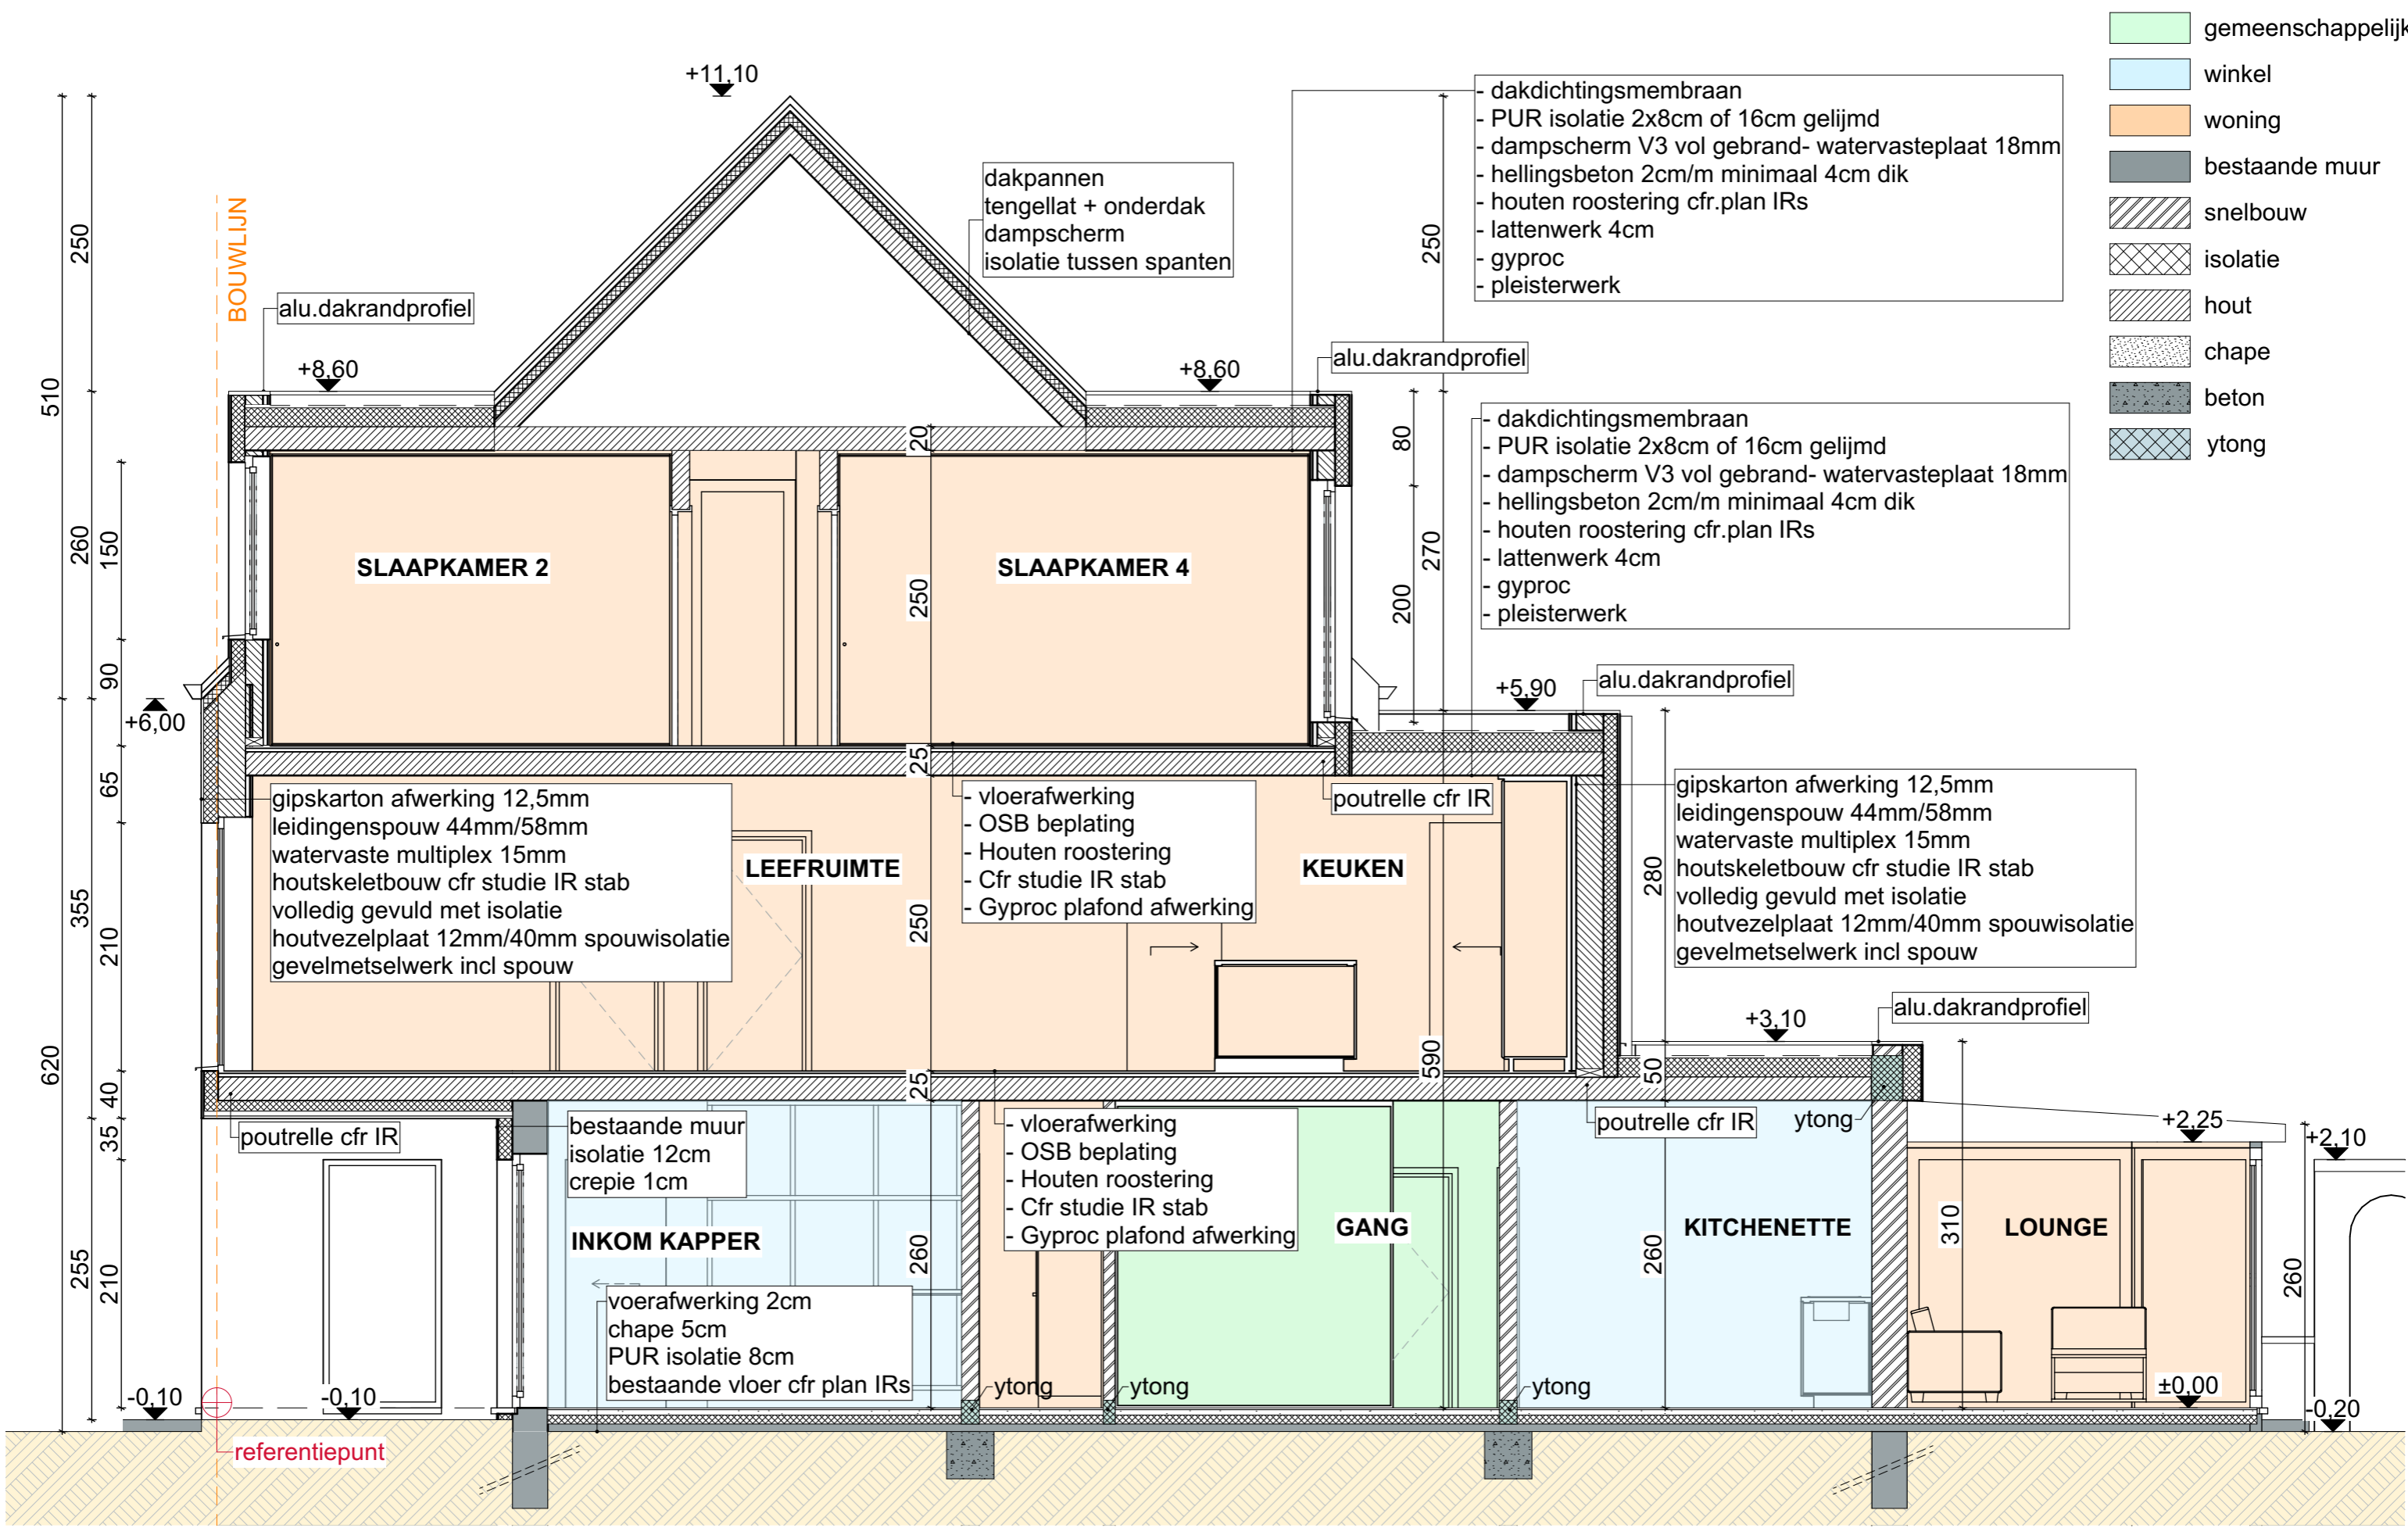 gemeenschappelijk
winkel
woning
bestaande muur
snelbouw
isolatie
hout
chape
beton
ytong
+11,10
- dakdichtingsmembraan
- PUR isolatie 2x8cm of 16cm gelijmd
- dampscherm V3 vol gebrand- watervasteplaat 18mm
- hellingsbeton 2cm/m minimaal 4cm dik
- houten roostering cfr.plan IRs
- lattenwerk 4cm
- gyproc
- pleisterwerk
dakpannen
tengellat + onderdak
dampscherm
isolatie tussen spanten
BOUWLIJN
250
510
250
alu.dakrandprofiel
+8,60
+8,60
alu.dakrandprofiel
- dakdichtingsmembraan
- PUR isolatie 2x8cm of 16cm gelijmd
- dampscherm V3 vol gebrand- watervasteplaat 18mm
- hellingsbeton 2cm/m minimaal 4cm dik
- houten roostering cfr.plan IRs
- lattenwerk 4cm
- gyproc
- pleisterwerk
20
80
260
150
SLAAPKAMER 2
250
SLAAPKAMER 4
200
270
90
+6,00
+5,90
alu.dakrandprofiel
25
65
gipskarton afwerking 12,5mm
leidingenspouw 44mm/58mm
watervaste multiplex 15mm
houtskeletbouw cfr studie IR stab
volledig gevuld met isolatie
houtvezelplaat 12mm/40mm spouwisolatie
gevelmetselwerk incl spouw
- vloerafwerking
- OSB beplating
- Houten roostering
- Cfr studie IR stab
- Gyproc plafond afwerking
poutrelle cfr IR
gipskarton afwerking 12,5mm
leidingenspouw 44mm/58mm
watervaste multiplex 15mm
houtskeletbouw cfr studie IR stab
volledig gevuld met isolatie
houtvezelplaat 12mm/40mm spouwisolatie
gevelmetselwerk incl spouw
LEEFRUIMTE
KEUKEN
355
210
250
280
620
590
alu.dakrandprofiel
+3,10
40
25
50
35
poutrelle cfr IR
bestaande muur
isolatie 12cm
crepie 1cm
- vloerafwerking
- OSB beplating
- Houten roostering
- Cfr studie IR stab
- Gyproc plafond afwerking
poutrelle cfr IR
ytong
+2,25
+2,10
INKOM KAPPER
GANG
KITCHENETTE
LOUNGE
255
210
260
260
310
260
voerafwerking 2cm
chape 5cm
PUR isolatie 8cm
bestaande vloer cfr plan IRs
ytong
ytong
ytong
-0,10
-0,10
±0,00
-0,20
referentiepunt